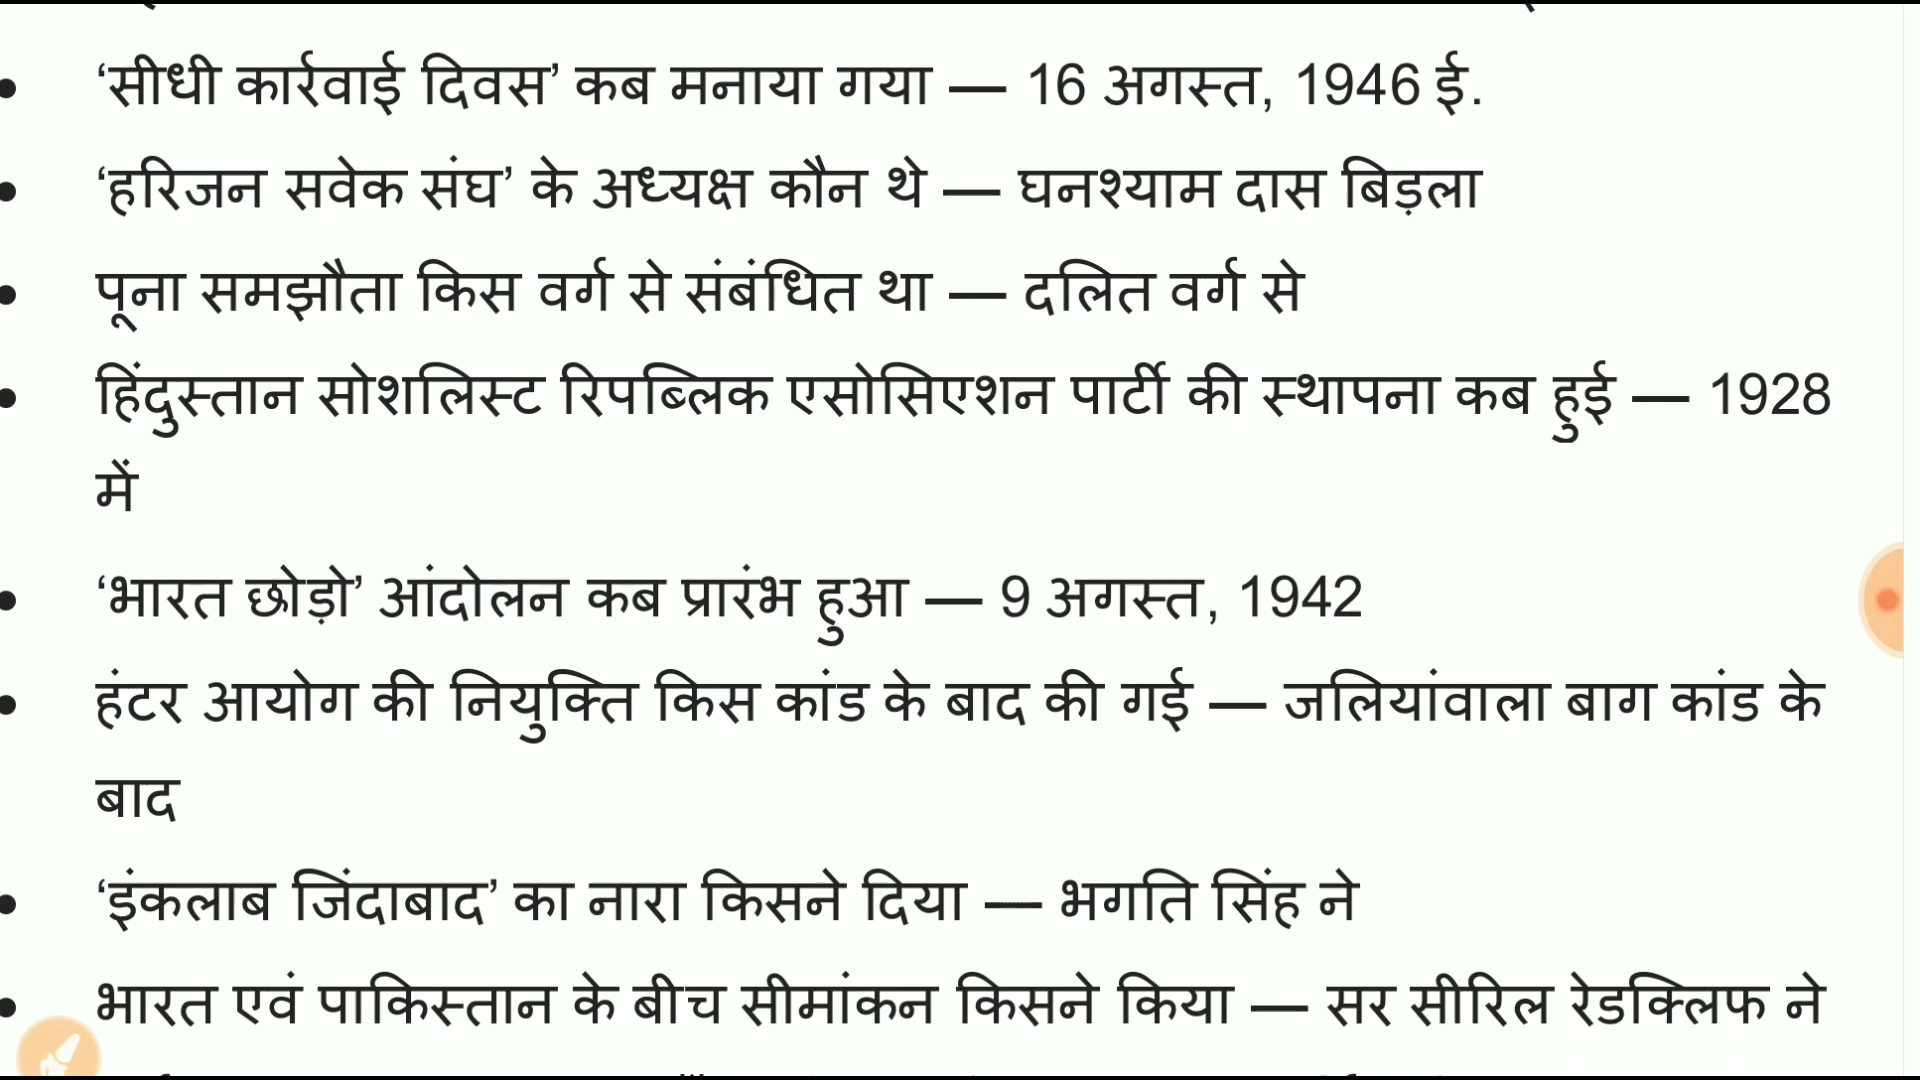 ‘सीधी कार्रवाई दिवस’ कब मनाया गया — 16 अगस्त, 1946 ई.
‘हरिजन सवेक संघ’ के अध्यक्ष कौन थे — घनश्याम दास बिड़ला
पूना समझौता किस वर्ग से संबंधित था — दलित वर्ग से
हिंदुस्तान सोशलिस्ट रिपब्लिक एसोसिएशन पार्टी की स्थापना कब हुई — 1928
में
‘भारत छोड़ो’ आंदोलन कब प्रारंभ हुआ — 9 अगस्त, 1942
हंटर आयोग की नियुक्ति किस कांड के बाद की गई — जलियांवाला बाग कांड के
बाद
‘इंकलाब जिंदाबाद’ का नारा किसने दिया — भगति सिंह ने
भारत एवं पाकिस्तान के बीच सीमांकन किसने किया — सर सीरिल रेडक्लिफ ने